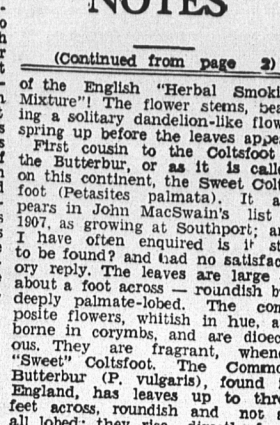 NOTES
(Continued from page 2)
of the English "Herbal Smoki
Mixture"! The flower stems, bea
ing a solitary dandelion-like flow
spring up before the leaves appe
First cousin to the Coltsfoot
the Butterbur, or as it is calle
on this continent, the Sweet Col
foot (Petasites palmata). It a
pears in John MacSwain's list
1907, as growing at Southport; a
I have often enquired is it st
to be found? and had no satisfac
ory reply. The leaves are large
about a foot across — roundish b
deeply palmate-lobed. The com
posite flowers, whitish in hue, a
borne in corymbs, and are dioec
ous. They are fragrant, when
"Sweet" Coltsfoot. The Commo
Butterbur (P. vulgaris), found
England, has leaves up to thre
feet across, roundish and not
all lobed; they